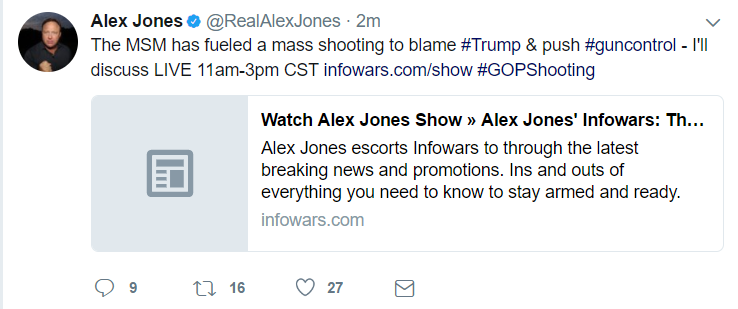 Alex Jones @RealAlexJones · 2m
The MSM has fueled a mass shooting to blame #Trump & push #guncontrol - I'll
discuss LIVE 11am-3pm CST infowars.com/show #GOPShooting
Watch Alex Jones Show » Alex Jones' Infowars: Th...
Alex Jones escorts Infowars to through the latest
breaking news and promotions. Ins and outs of
everything you need to know to stay armed and ready.
infowars.com
9 16 27